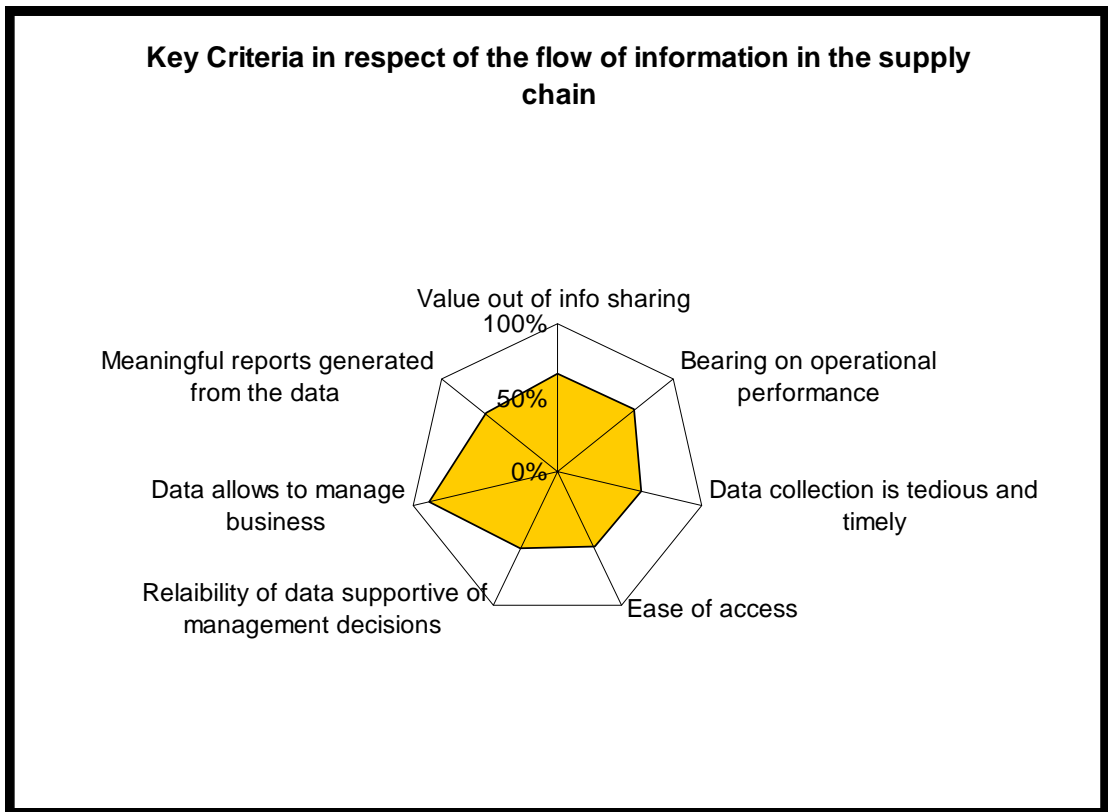 Key Criteria in respect of the flow of information in the supply
chain
Value out of info sharing
100%
Bearing on operational
performance
Meaningful reports generated
from the data
50%
0%
Data allows to manage
business
Data collection is tedious and
timely
Relaibility of data supportive of
management decisions
Ease of access